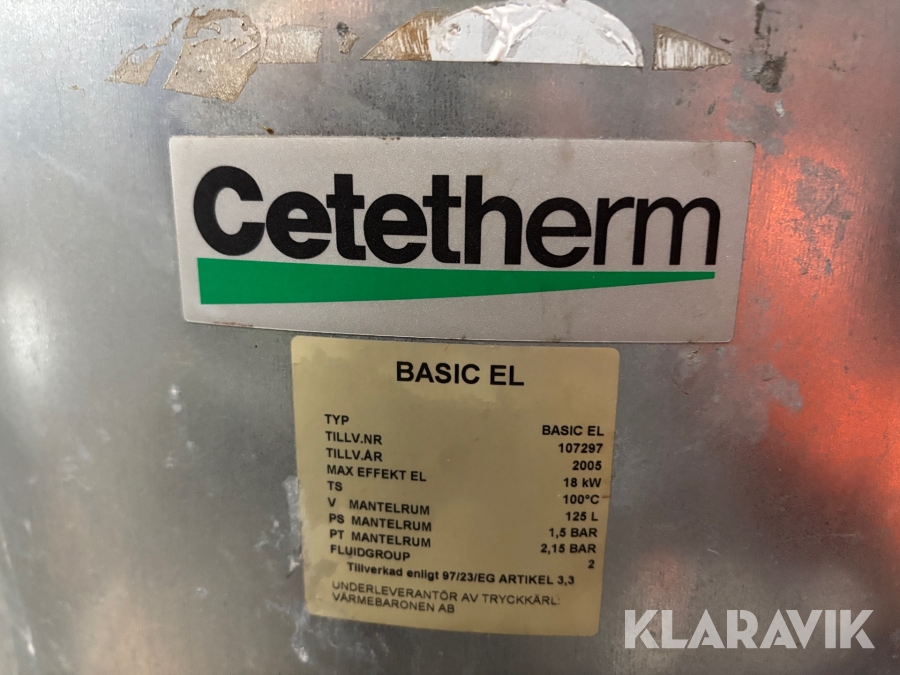 Cetetherm
BASIC EL
TYP BASIC EL
TILLV.NR 107297
TILLV.ÅR 2005
MAX EFFEKT EL 18 kW
TS 100°C
V MANTELRUM 125 L
PS MANTELRUM 1,5 BAR
PT MANTELRUM 2,15 BAR
FLUIDGROUP 2
Tillverkad enligt 97/23/EG ARTIKEL 3,3
UNDERLEVERANTÖR AV TRYCKKÄRL:
VÄRMEBARONEN AB
KLARAVIK